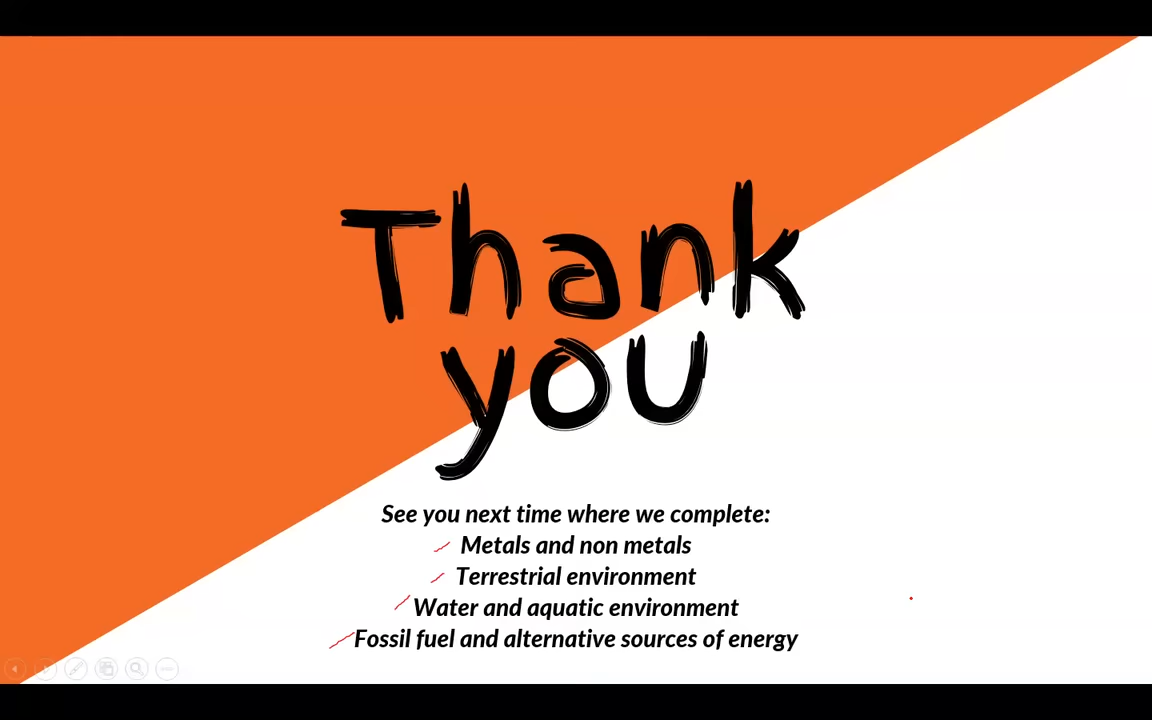 Thank
you
See you next time where we complete:
Metals and non metals
Terrestrial environment
Water and aquatic environment
Fossil fuel and alternative sources of energy